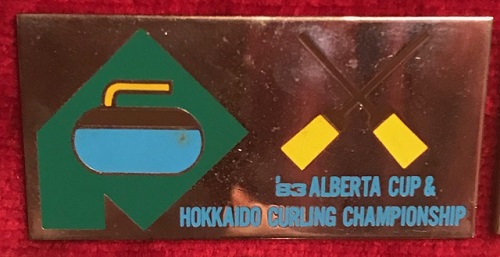 '83 ALBERTA CUP &
HOKKAIDO CURLING CHAMPIONSHIP